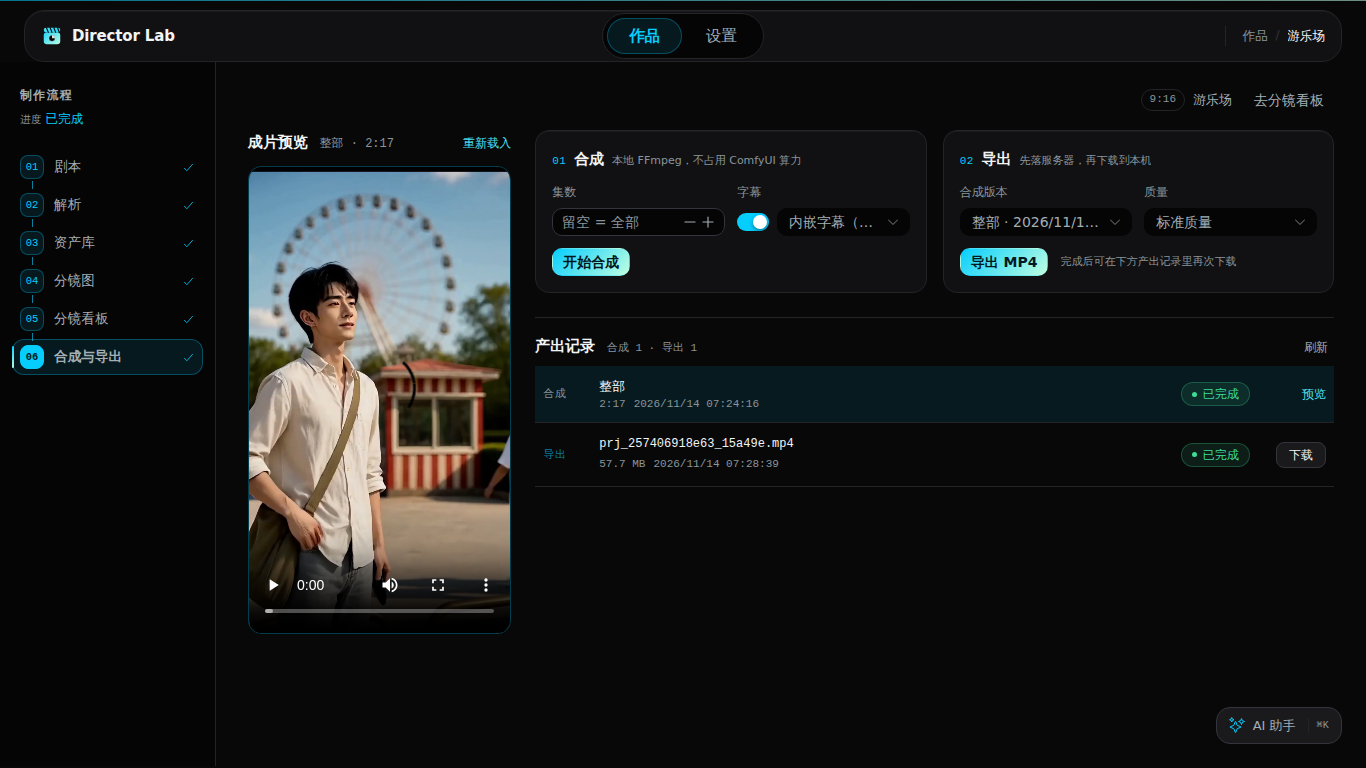 Director Lab
作品
设置
作品 / 游乐场
制作流程
进度 已完成
01 剧本
02 解析
03 资产库
04 分镜图
05 分镜看板
06 合成与导出
9:16 游乐场 去分镜看板
成片预览 整部 · 2:17 重新载入
0:00
01 合成 本地 FFmpeg，不占用 ComfyUI 算力
集数 字幕
留空 = 全部 内嵌字幕（...
开始合成
02 导出 先落服务器，再下载到本机
合成版本 质量
整部 · 2026/11/1... 标准质量
导出 MP4 完成后可在下方产出记录里再次下载
产出记录 合成 1 · 导出 1 刷新
合成 整部 已完成 预览
2:17 2026/11/14 07:24:16
导出 prj_257406918e63_15a49e.mp4 已完成 下载
57.7 MB 2026/11/14 07:28:39
AI 助手 ⌘K